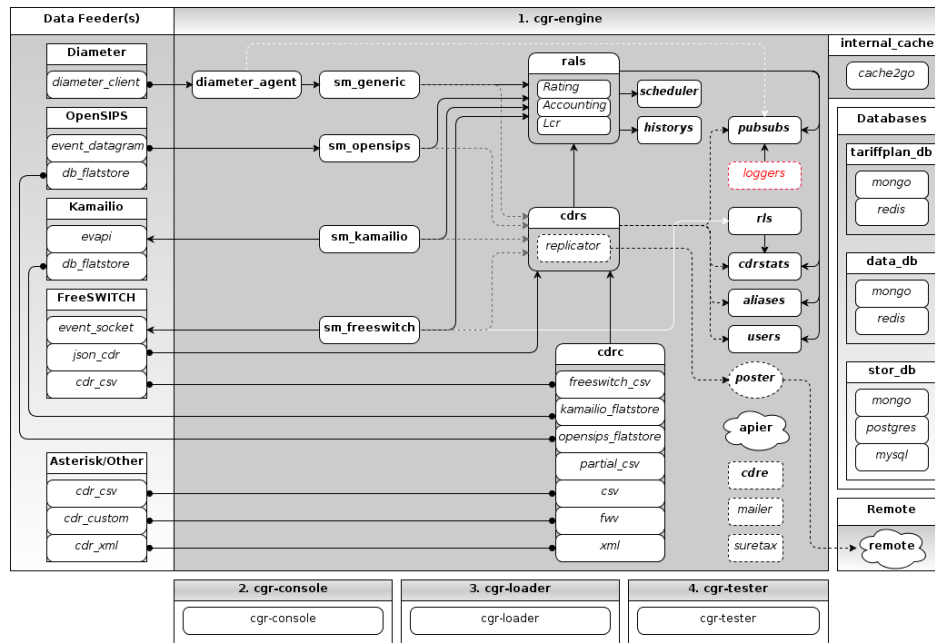 Data Feeder(s)
1. cgr-engine
Diameter
diameter_client
OpenSIPS
event_datagram
db_flatstore
Kamailio
evapi
db_flatstore
FreeSWITCH
event_socket
json_cdr
cdr_csv
Asterisk/Other
cdr_csv
cdr_custom
cdr_xml
diameter_agent
sm_generic
sm_opensips
sm_kamailio
sm_freeswitch
rals
Rating
Accounting
Lcr
cdrs
replicator
cdrc
freeswitch_csv
kamailio_flatstore
opensips_flatstore
partial_csv
csv
fwv
xml
scheduler
historys
pubsubs
loggers
rls
cdrstats
aliases
users
poster
apier
cdre
mailer
suretax
internal_cache
cache2go
Databases
tariffplan_db
mongo
redis
data_db
mongo
redis
stor_db
mongo
postgres
mysql
Remote
remote
2. cgr-console
cgr-console
3. cgr-loader
cgr-loader
4. cgr-tester
cgr-tester